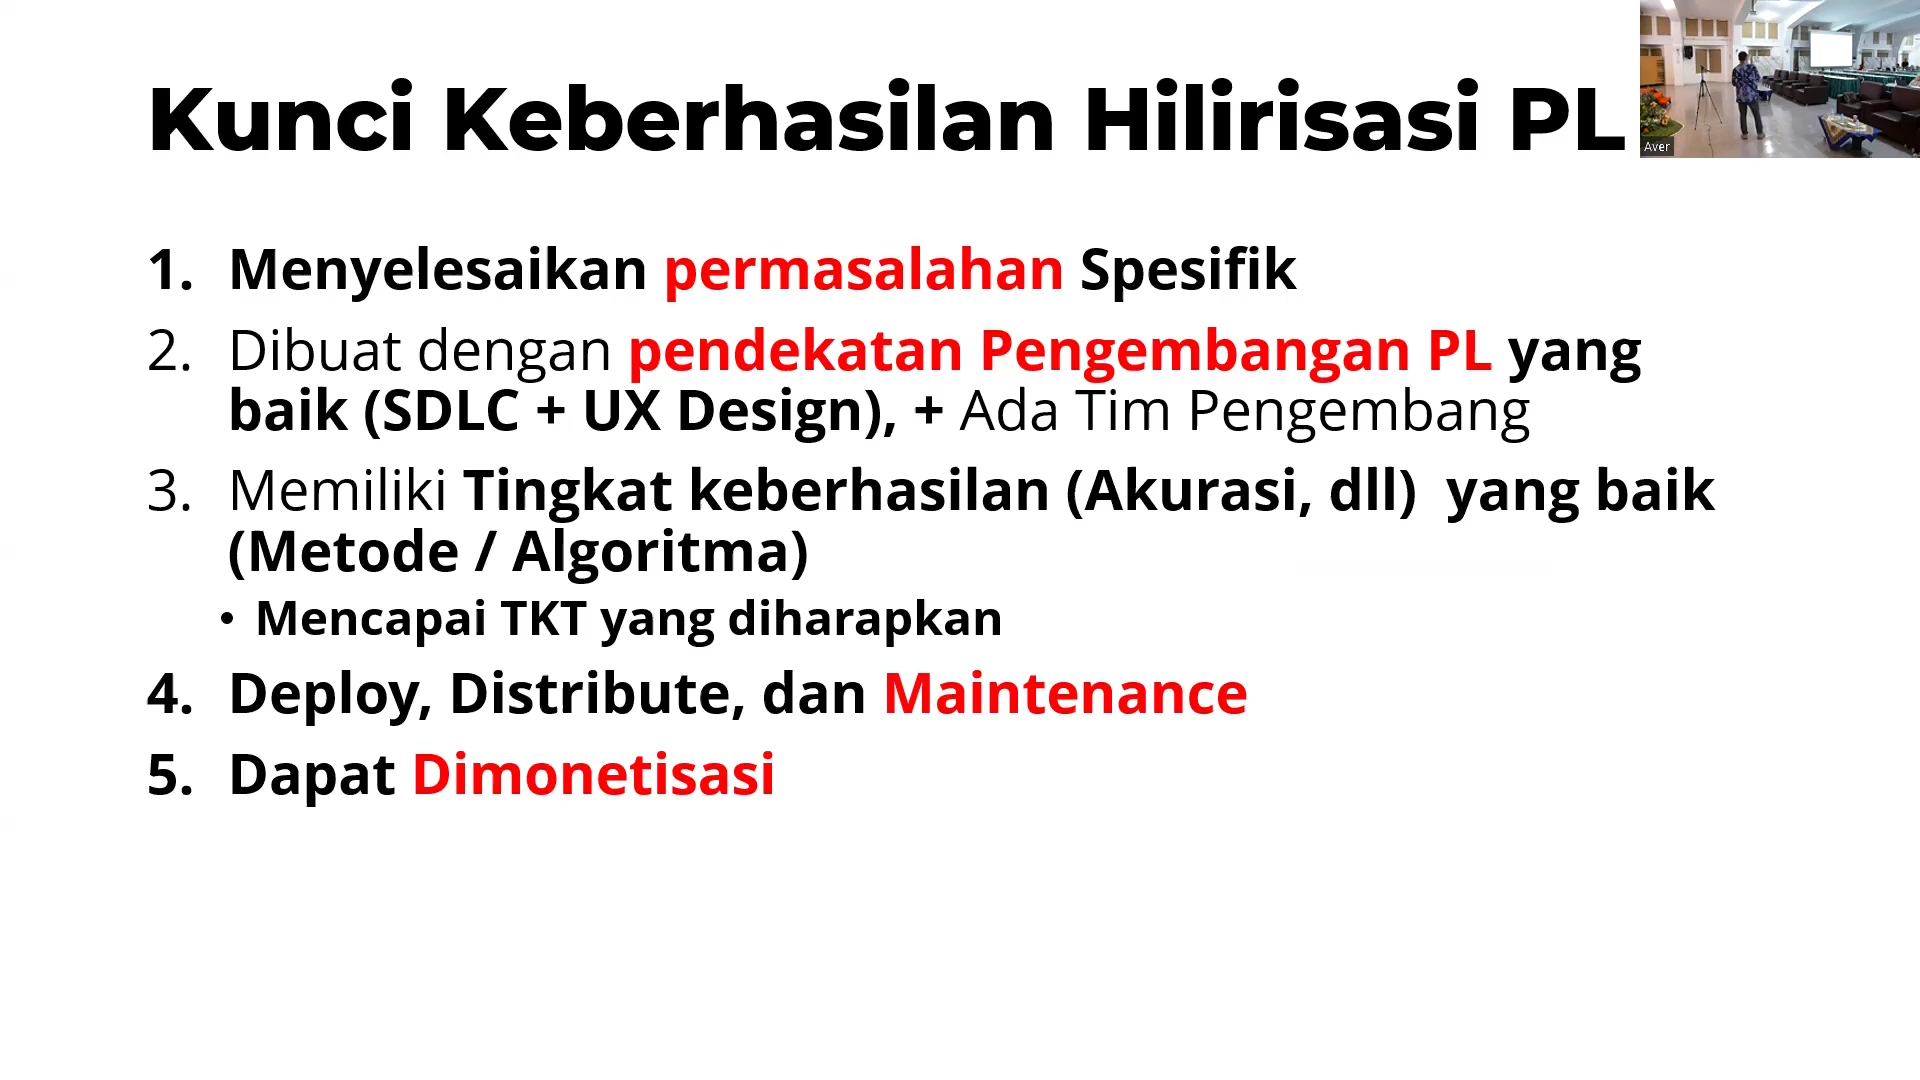 Kunci Keberhasilan Hilirisasi PL
Aver
1. Menyelesaikan permasalahan Spesifik
2. Dibuat dengan pendekatan Pengembangan PL yang
baik (SDLC + UX Design), + Ada Tim Pengembang
3. Memiliki Tingkat keberhasilan (Akurasi, dll) yang baik
(Metode / Algoritma)
• Mencapai TKT yang diharapkan
4. Deploy, Distribute, dan Maintenance
5. Dapat Dimonetisasi